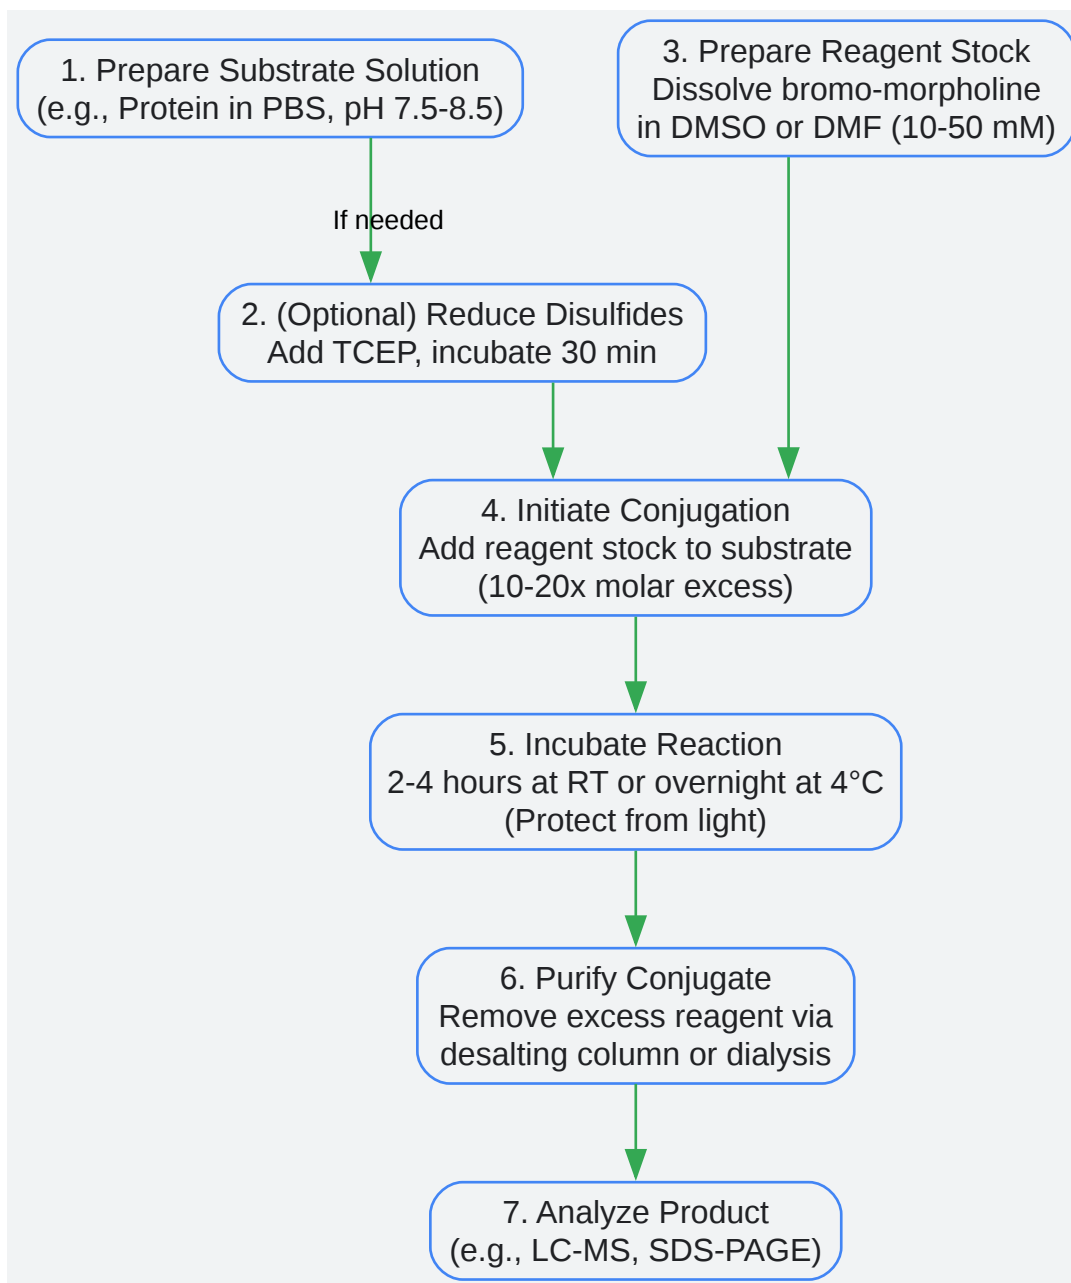 1. Prepare Substrate Solution
(e.g., Protein in PBS, pH 7.5-8.5)
3. Prepare Reagent Stock
Dissolve bromo-morpholine
in DMSO or DMF (10-50 mM)
If needed
2. (Optional) Reduce Disulfides
Add TCEP, incubate 30 min
4. Initiate Conjugation
Add reagent stock to substrate
(10-20x molar excess)
5. Incubate Reaction
2-4 hours at RT or overnight at 4°C
(Protect from light)
6. Purify Conjugate
Remove excess reagent via
desalting column or dialysis
7. Analyze Product
(e.g., LC-MS, SDS-PAGE)